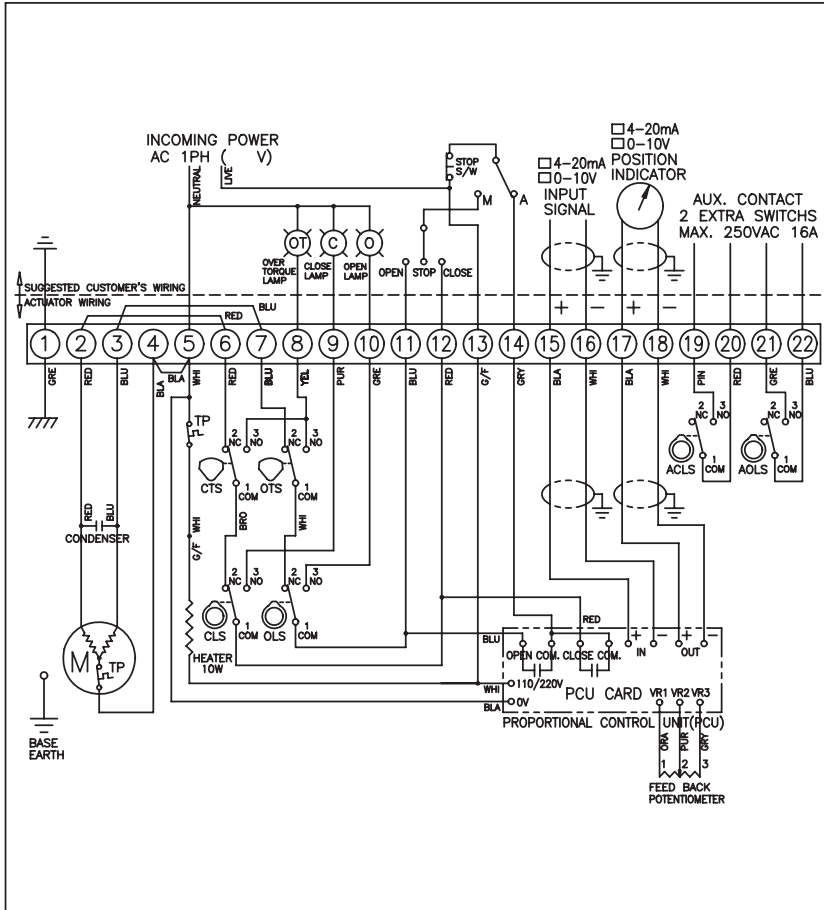 INCOMING POWER
AC 1PH ( V)
NEUTRAL
LIVE
STOP
S/W
M
A
□ 4-20mA
□ 0-10V
INPUT
SIGNAL
□ 4-20mA
□ 0-10V
POSITION
INDICATOR
AUX. CONTACT
2 EXTRA SWITCHS
MAX. 250VAC 16A
OT
C
O
OVER
TORQUE
LAMP
CLOSE
LAMP
OPEN
LAMP
OPEN
STOP
CLOSE
SUGGESTED CUSTOMER'S WIRING
ACTUATOR WIRING
BLU
RED
+
-
+
-
1
2
3
4
5
6
7
8
9
10
11
12
13
14
15
16
17
18
19
20
21
22
GRE
RED
BLU
BLA
BLA
WHI
RED
BLU
YEL
PUR
GRE
BLU
RED
G/F
GRY
BLA
WHI
BLA
WHI
PIN
RED
GRE
BLU
TP
2
NC
3
NO
2
NC
3
NO
2
NC
3
NO
2
NC
3
NO
CTS
1
COM
OTS
1
COM
ACLS
1
COM
AOLS
1
COM
RED
BLU
CONDENSER
WHI
G/F
BRO
WHI
2
NC
3
NO
2
NC
3
NO
CLS
1
COM
OLS
1
COM
HEATER
10W
M
TP
BASE
EARTH
BLU
RED
+
-
+
-
OPEN COM.
CLOSE COM.
IN
OUT
WHI
110/220V
BLA
0V
PCU CARD
VR1
VR2
VR3
PROPORTIONAL CONTROL UNIT(PCU)
ORA
PUR
GRY
1
2
3
FEED BACK
POTENTIOMETER